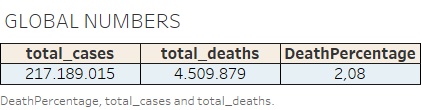 GLOBAL NUMBERS
total_cases total_deaths DeathPercentage
217.189.015 4.509.879 2,08
DeathPercentage, total_cases and total_deaths.